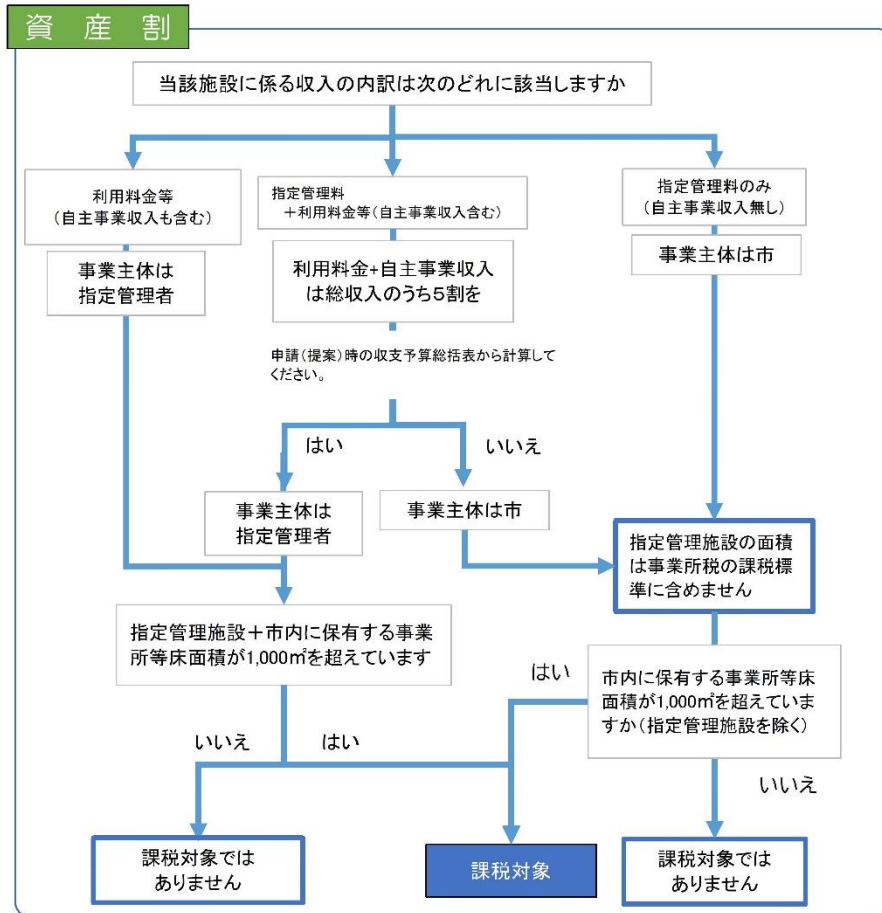 資 産 割
当該施設に係る収入の内訳は次のどれに該当しますか
利用料金等
(自主事業収入も含む)
指定管理料
＋利用料金等(自主事業収入含む)
指定管理料のみ
(自主事業収入無し)
事業主体は
指定管理者
利用料金+自主事業収入
は総収入のうち５割を
事業主体は市
申請(提案)時の収支予算総括表から計算して
ください。
はい
いいえ
事業主体は
指定管理者
事業主体は市
指定管理施設の面積
は事業所税の課税標
準に含めません
指定管理施設＋市内に保有する事業
所等床面積が1,000㎡を超えています
はい
市内に保有する事業所等床
面積が1,000㎡を超えていま
すか(指定管理施設を除く)
いいえ
はい
いいえ
課税対象では
ありません
課税対象
課税対象では
ありません